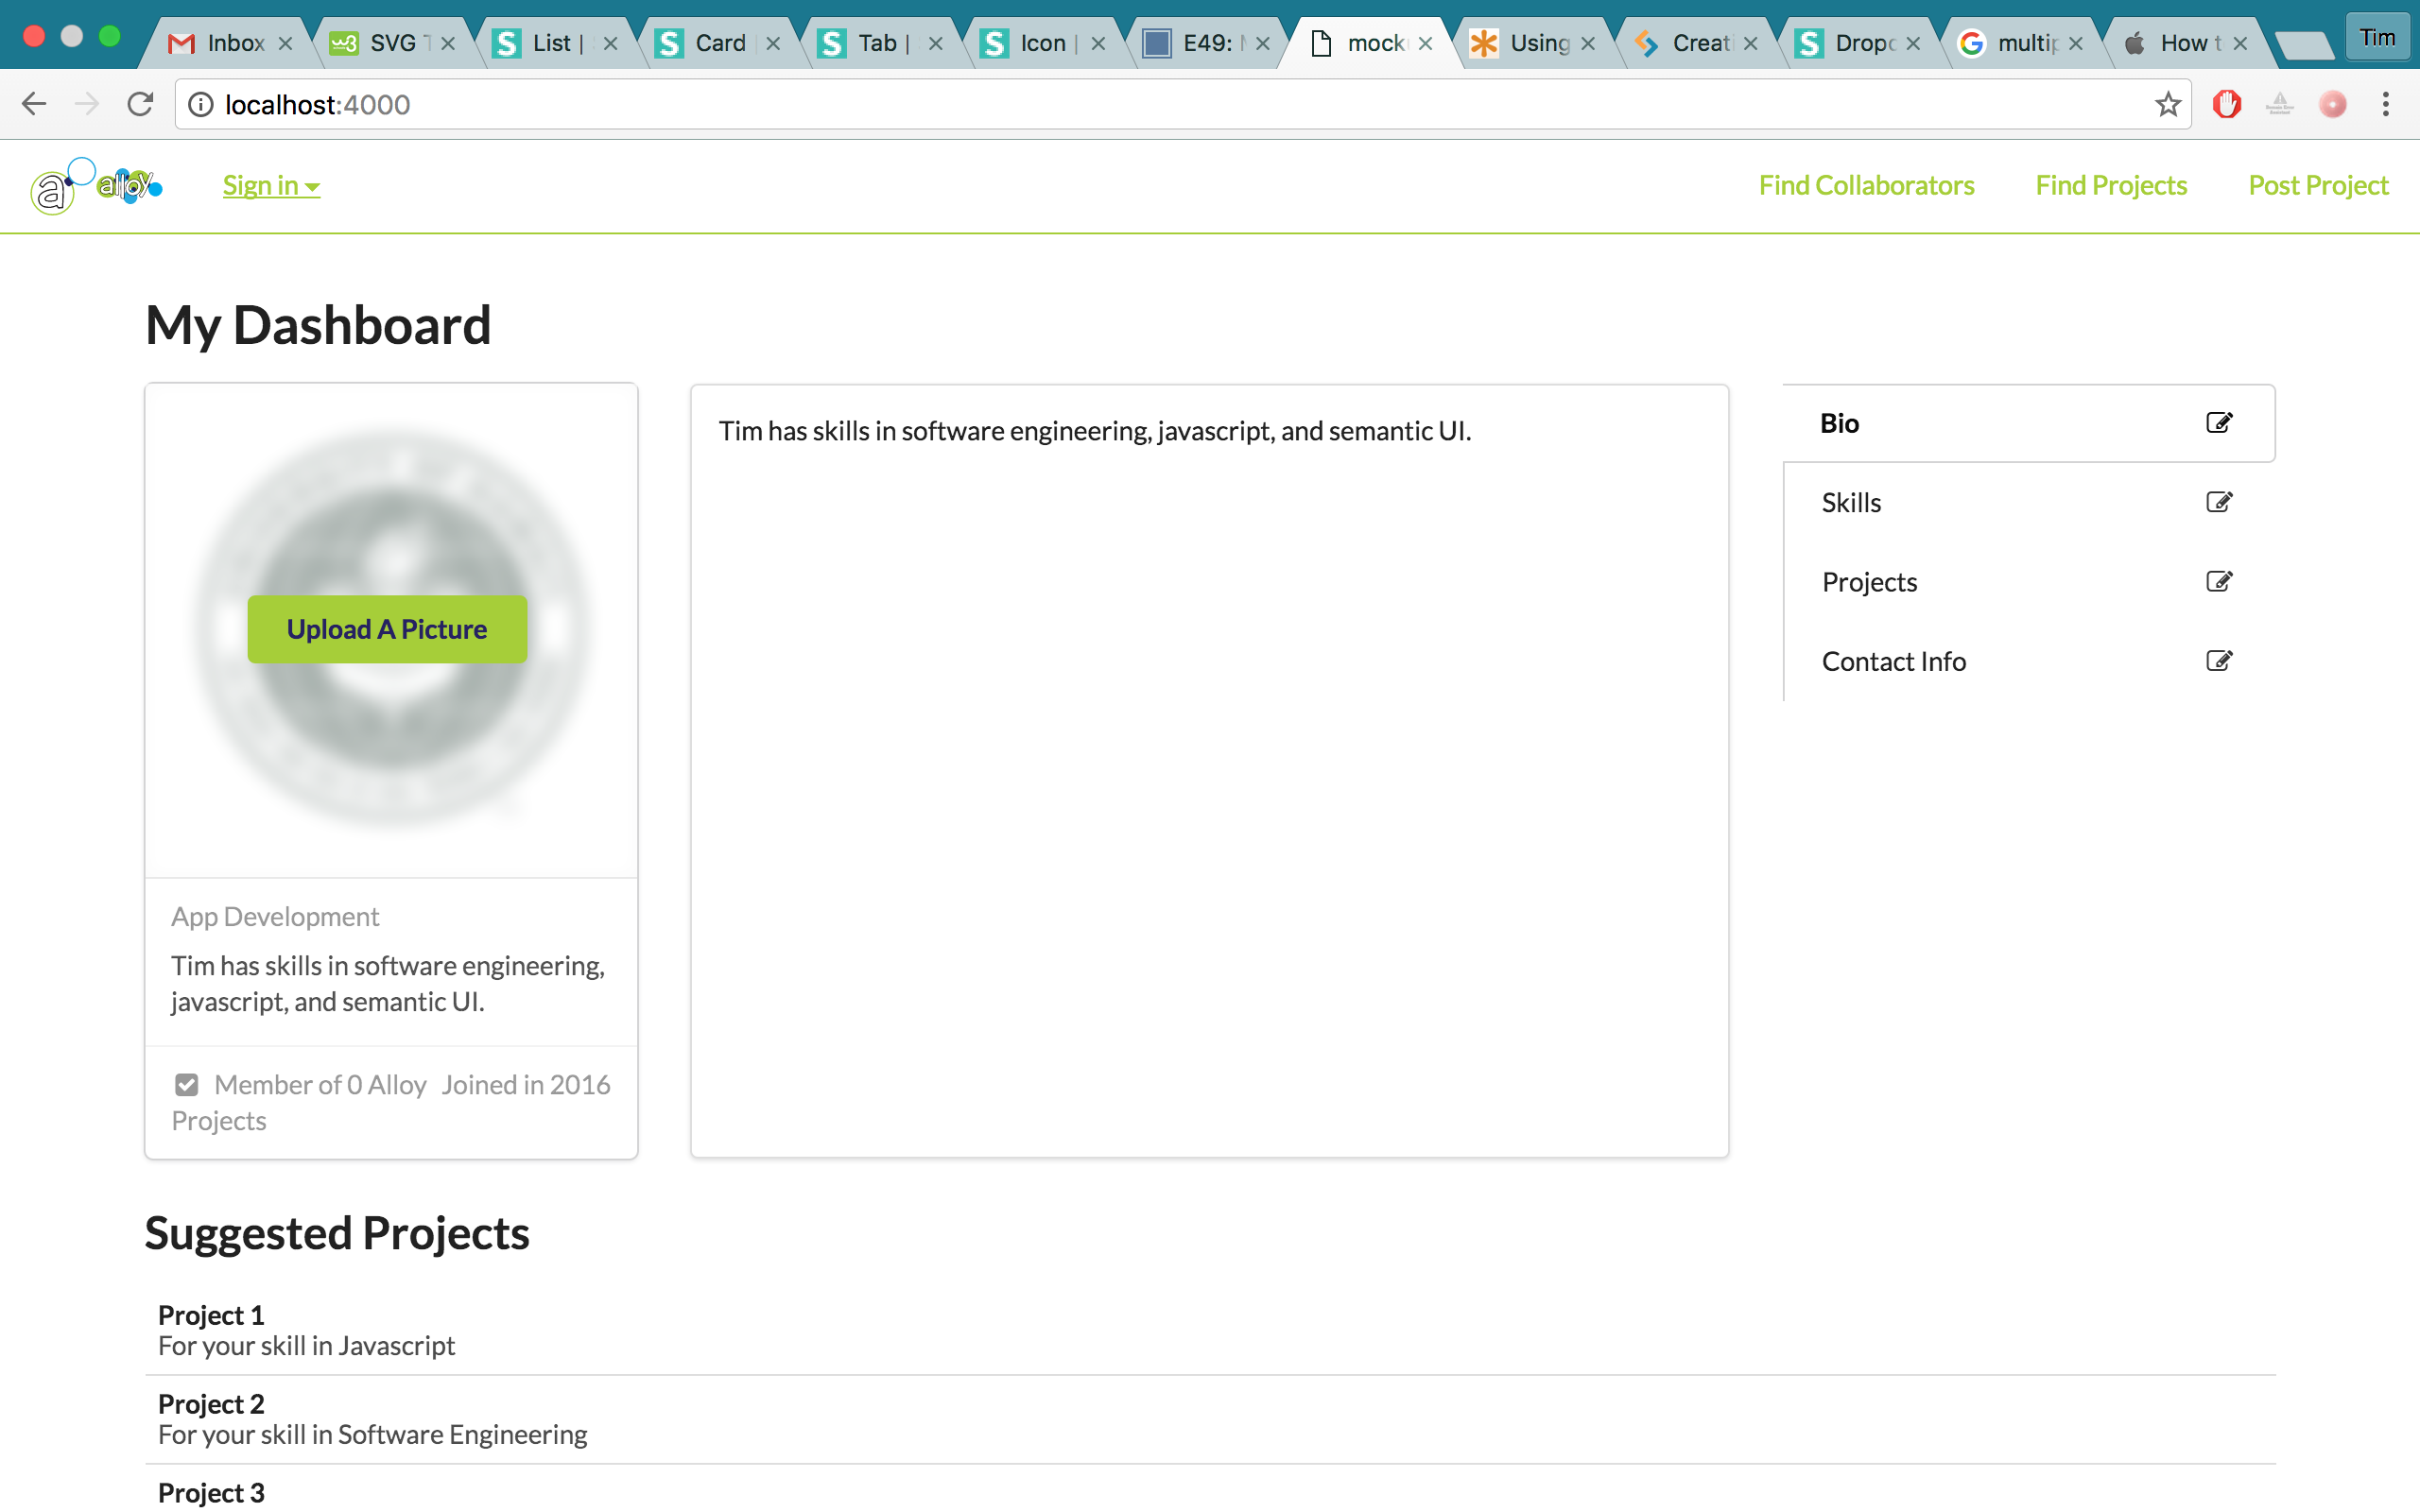 Inbox
SVG
List |
Card
Tab |
Icon |
E49:
mock
Using
Creati
Dropd
multip
How t
Tim
localhost:4000
a
alloy
Sign in
Find Collaborators
Find Projects
Post Project
My Dashboard
Upload A Picture
App Development
Tim has skills in software engineering,
javascript, and semantic UI.
Member of 0 Alloy Joined in 2016
Projects
Tim has skills in software engineering, javascript, and semantic UI.
Bio
Skills
Projects
Contact Info
Suggested Projects
Project 1
For your skill in Javascript
Project 2
For your skill in Software Engineering
Project 3